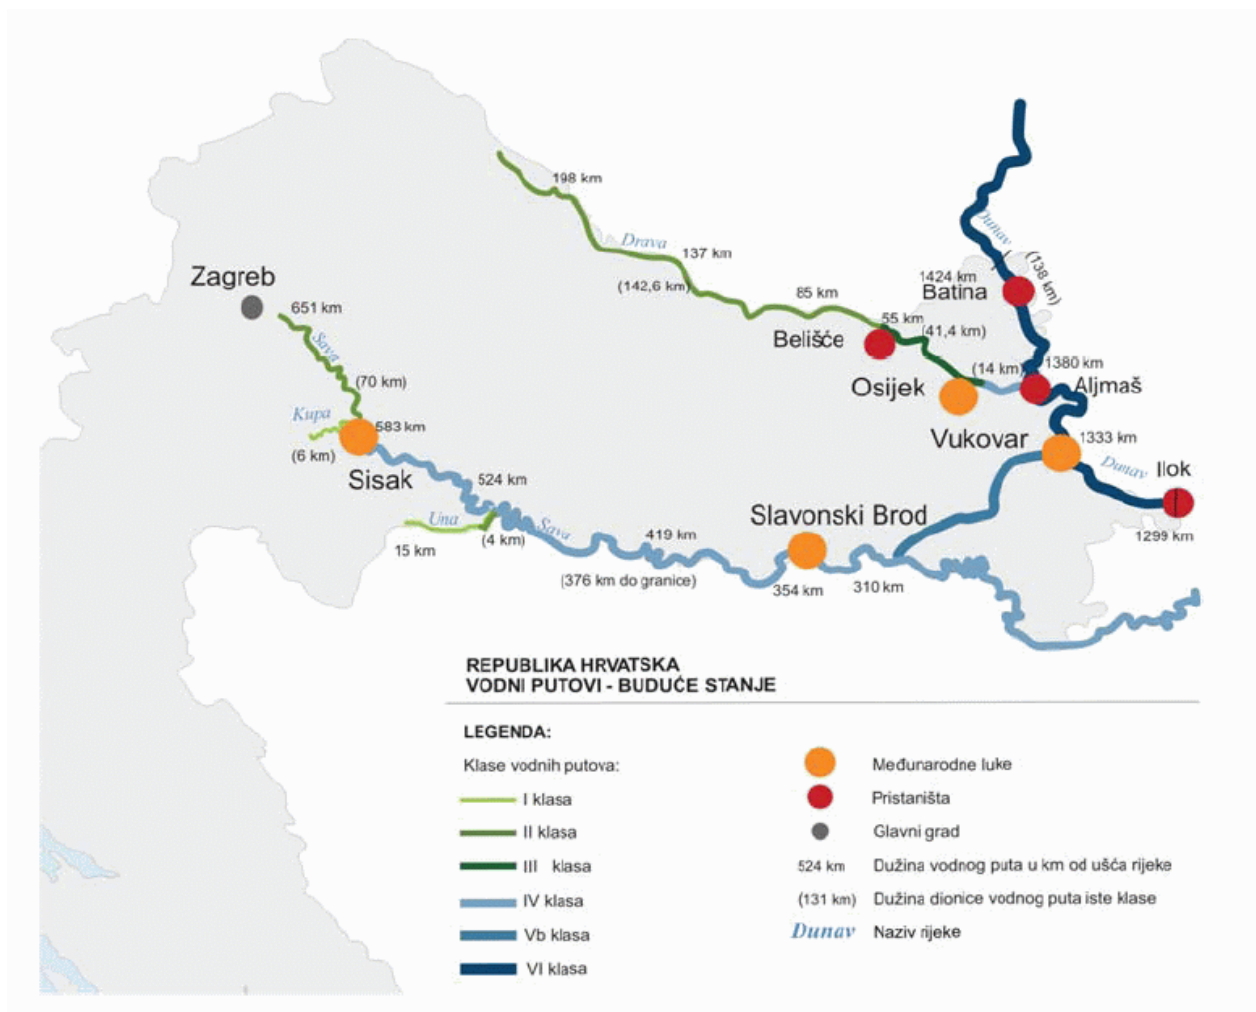 198 km
Drava
137 km
(142,6 km)
85 km
Dunav
(138 km)
1424 km
Batina
Zagreb
651 km
Sava
(70 km)
Kupa
583 km
(6 km)
Sisak
Belišće
55 km
(41,4 km)
(14 km)
1380 km
Osijek
Aljmaš
Vukovar
1333 km
Dunav
Ilok
1299 km
524 km
Una
(4 km)
15 km
Sava
419 km
(376 km do granice)
Slavonski Brod
354 km
310 km
REPUBLIKA HRVATSKA
VODNI PUTOVI - BUDUĆE STANJE
LEGENDA:
Klase vodnih putova:
I klasa
II klasa
III klasa
IV klasa
Vb klasa
VI klasa
Međunarodne luke
Pristaništa
Glavni grad
524 km Dužina vodnog puta u km od ušća rijeke
(131 km) Dužina dionice vodnog puta iste klase
Dunav Naziv rijeke